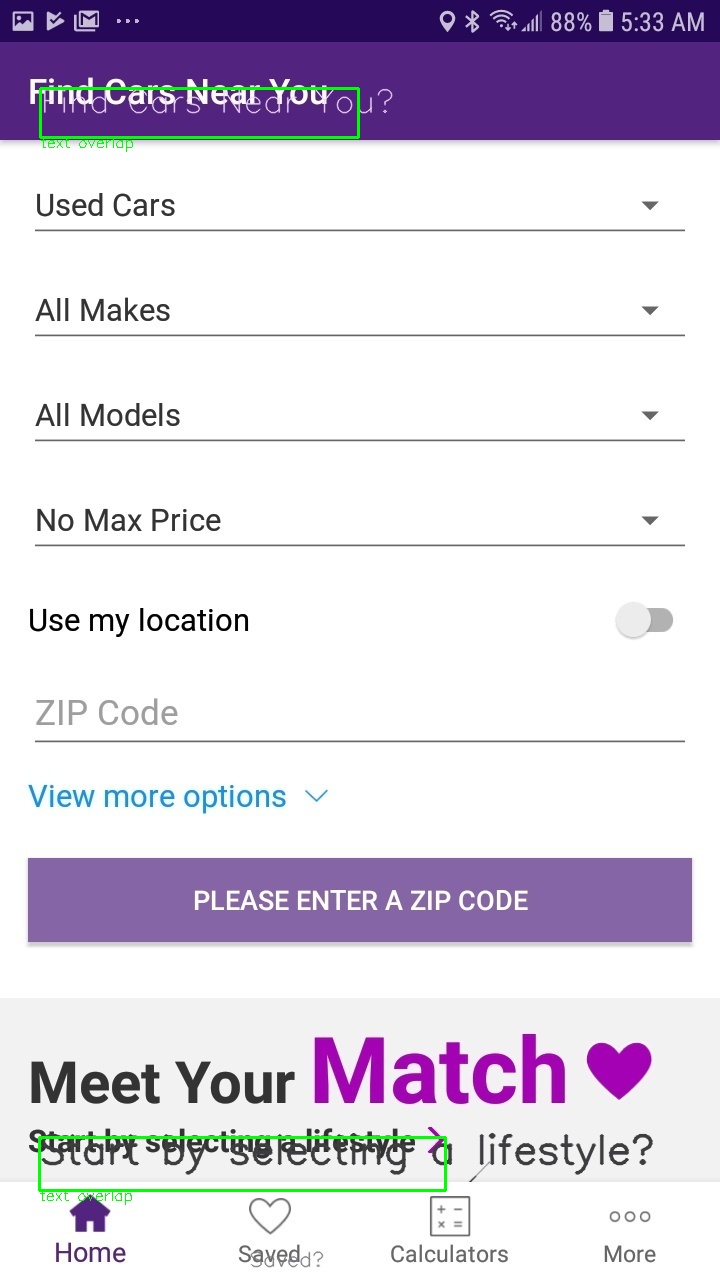 88% 5:33 AM
Find Cars Near You
Find Cars Near You?
text overlap
Used Cars
All Makes
All Models
No Max Price
Use my location
ZIP Code
View more options
PLEASE ENTER A ZIP CODE
Meet Your Match
Start by selecting a lifestyle
Start by selecting a lifestyle?
text overlap
Home Saved Calculators More
Saved?